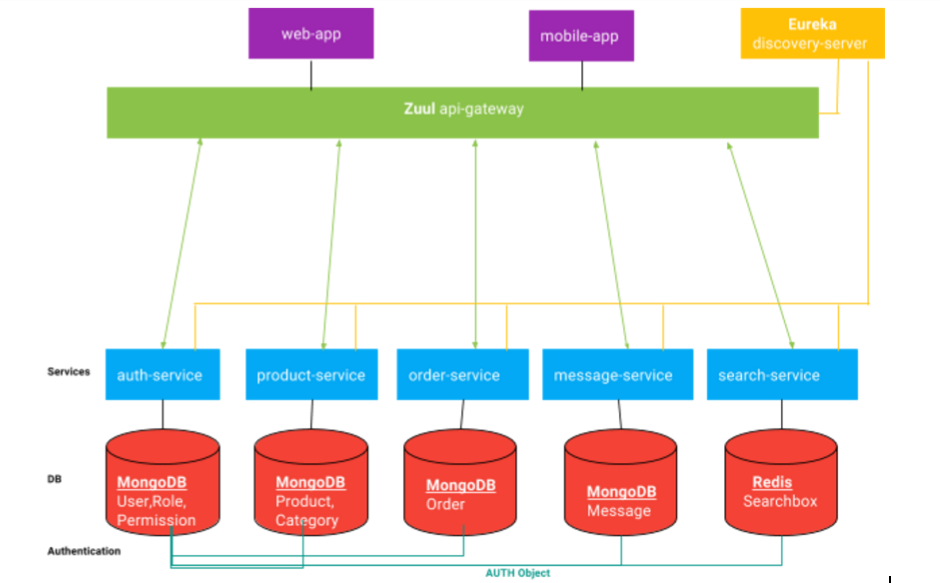 web-app
mobile-app
Eureka
discovery-server
Zuul api-gateway
Services
auth-service
product-service
order-service
message-service
search-service
DB
MongoDB
User,Role,
Permission
MongoDB
Product,
Category
MongoDB
Order
MongoDB
Message
Redis
Searchbox
Authentication
AUTH Object